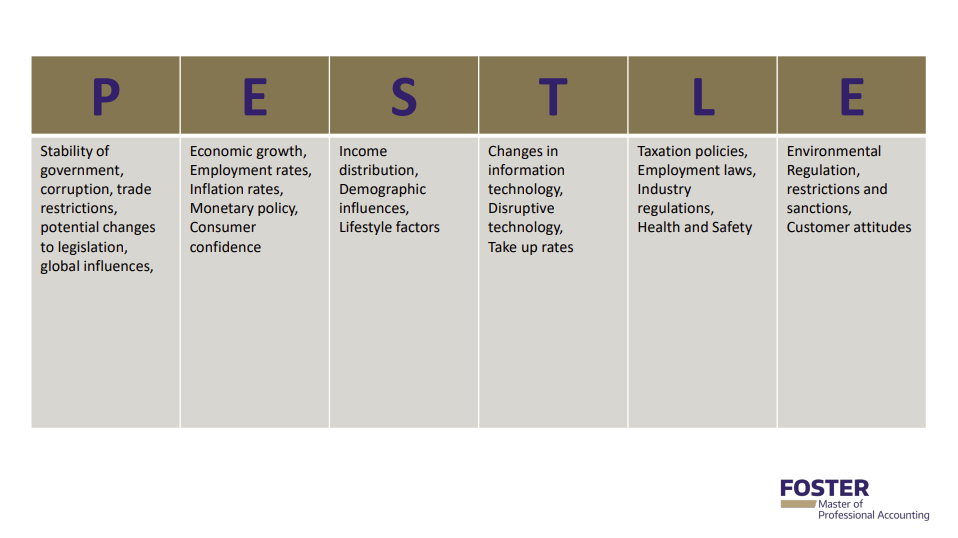 P
E
S
T
L
E
Stability of
government,
corruption, trade
restrictions,
potential changes
to legislation,
global influences,
Economic growth,
Employment rates,
Inflation rates,
Monetary policy,
Consumer
confidence
Income
distribution,
Demographic
influences,
Lifestyle factors
Changes in
information
technology,
Disruptive
technology,
Take up rates
Taxation policies,
Employment laws,
Industry
regulations,
Health and Safety
Environmental
Regulation,
restrictions and
sanctions,
Customer attitudes
FOSTER
Master of
Professional Accounting